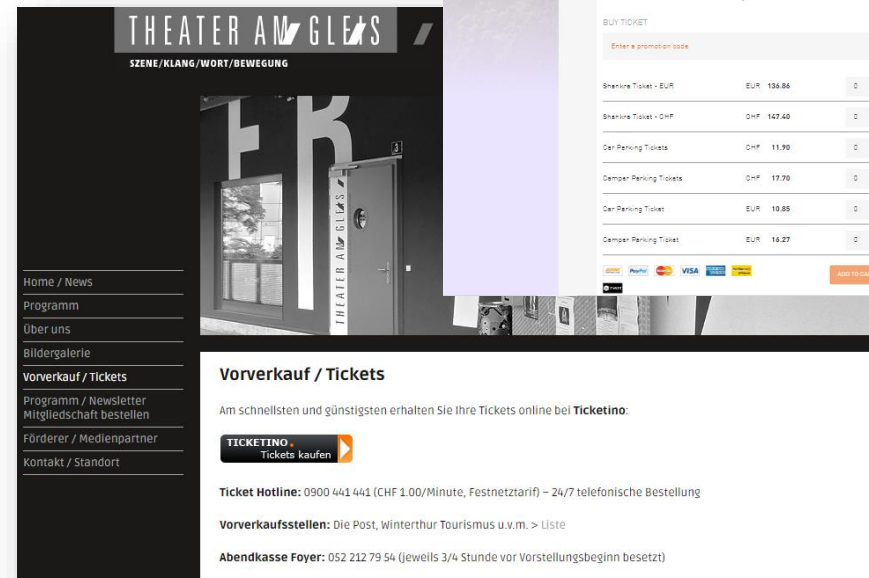 THEATER AM GLEIS
SZENE/KLANG/WORT/BEWEGUNG
BUY TICKET
Enter a promotion code
Shankra Ticket - EUR EUR 136.86 0
Shankra Ticket - CHF CHF 147.40 0
Car Parking Tickets CHF 11.90 0
Camper Parking Tickets CHF 17.70 0
Car Parking Ticket EUR 10.85 0
Camper Parking Ticket EUR 16.27 0
PayPal VISA
ADD TO CA
TWINT
THEATER AM GLEIS
Home / News
Programm
Über uns
Bildergalerie
Vorverkauf / Tickets
Programm / Newsletter
Mitgliedschaft bestellen
Förderer / Medienpartner
Kontakt / Standort
Vorverkauf / Tickets
Am schnellsten und günstigsten erhalten Sie Ihre Tickets online bei Ticketino:
TICKETINO.
Tickets kaufen
Ticket Hotline: 0900 441 441 (CHF 1.00/Minute, Festnetztarif) – 24/7 telefonische Bestellung
Vorverkaufsstellen: Die Post, Winterthur Tourismus u.v.m. > Liste
Abendkasse Foyer: 052 212 79 54 (jeweils 3/4 Stunde vor Vorstellungsbeginn besetzt)